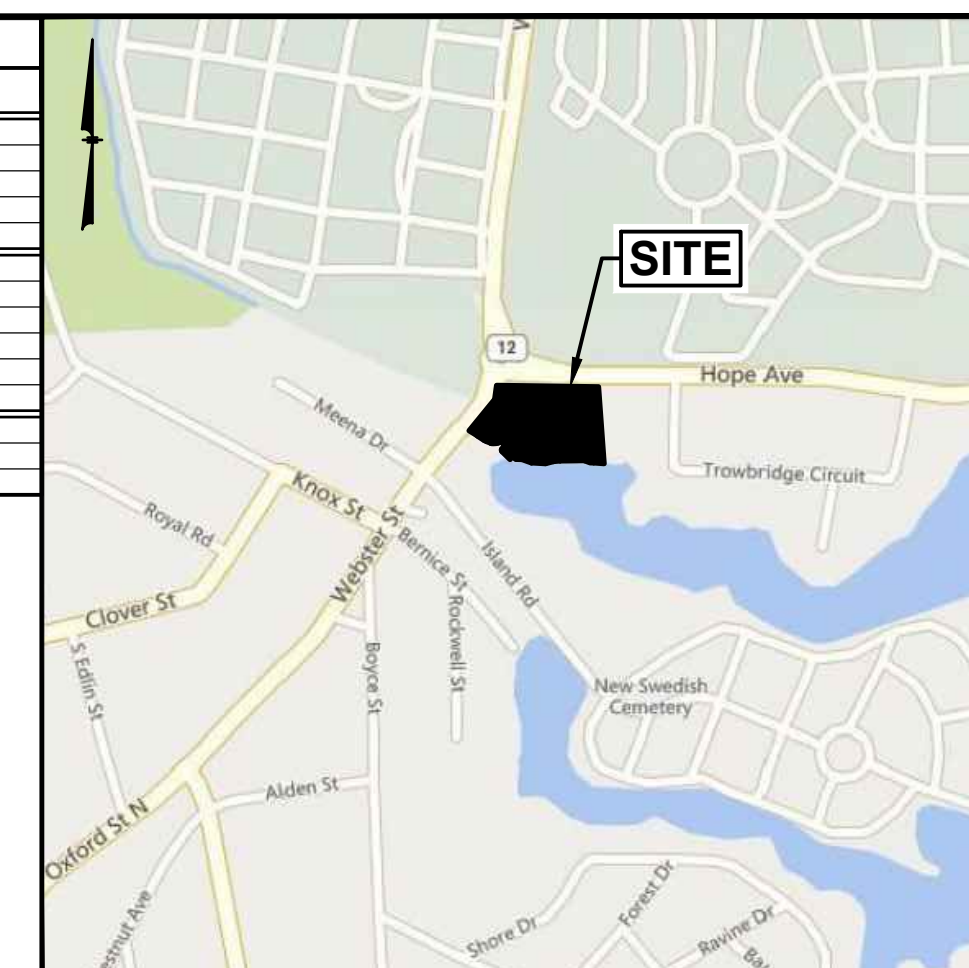 SITE
12
Hope Ave
Meena Dr
Trowbridge Circuit
Knox St
Royal Rd
Webster St
Bernice St
Island Rd
Clover St
Rockwell St
S Edlin St
Boyce St
New Swedish
Cemetery
Alden St
Oxford St N
Forest Dr
Shore Dr
Ravine Dr